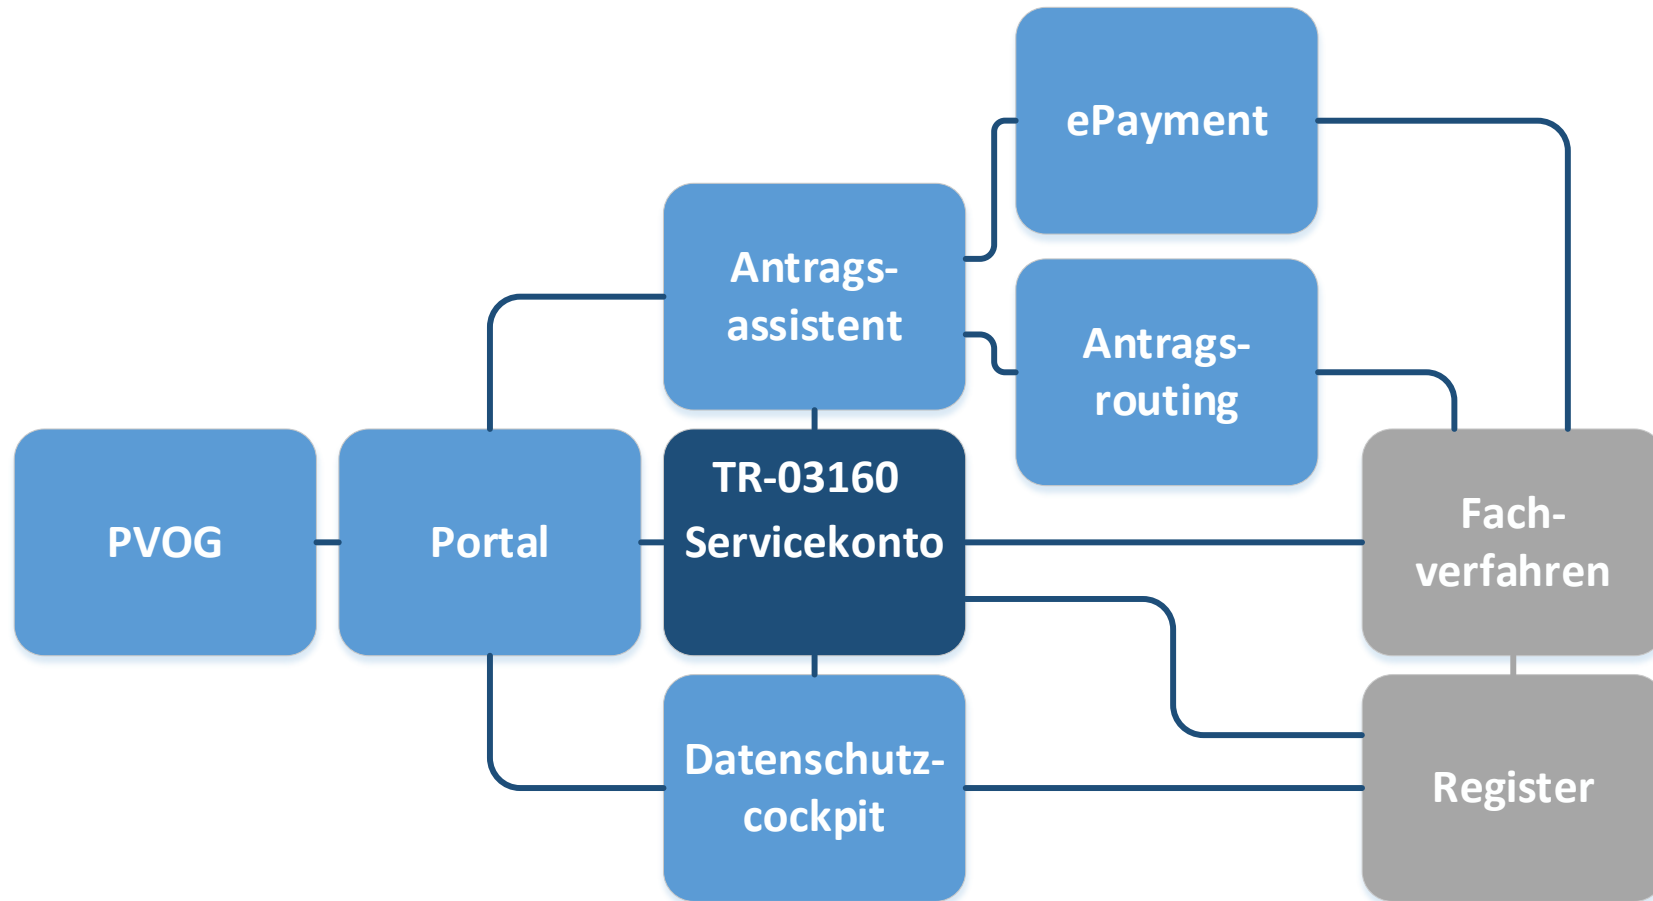 ePayment
Antrags-
assistent
Antrags-
routing
PVOG
Portal
TR-03160
Servicekonto
Fach-
verfahren
Datenschutz-
cockpit
Register